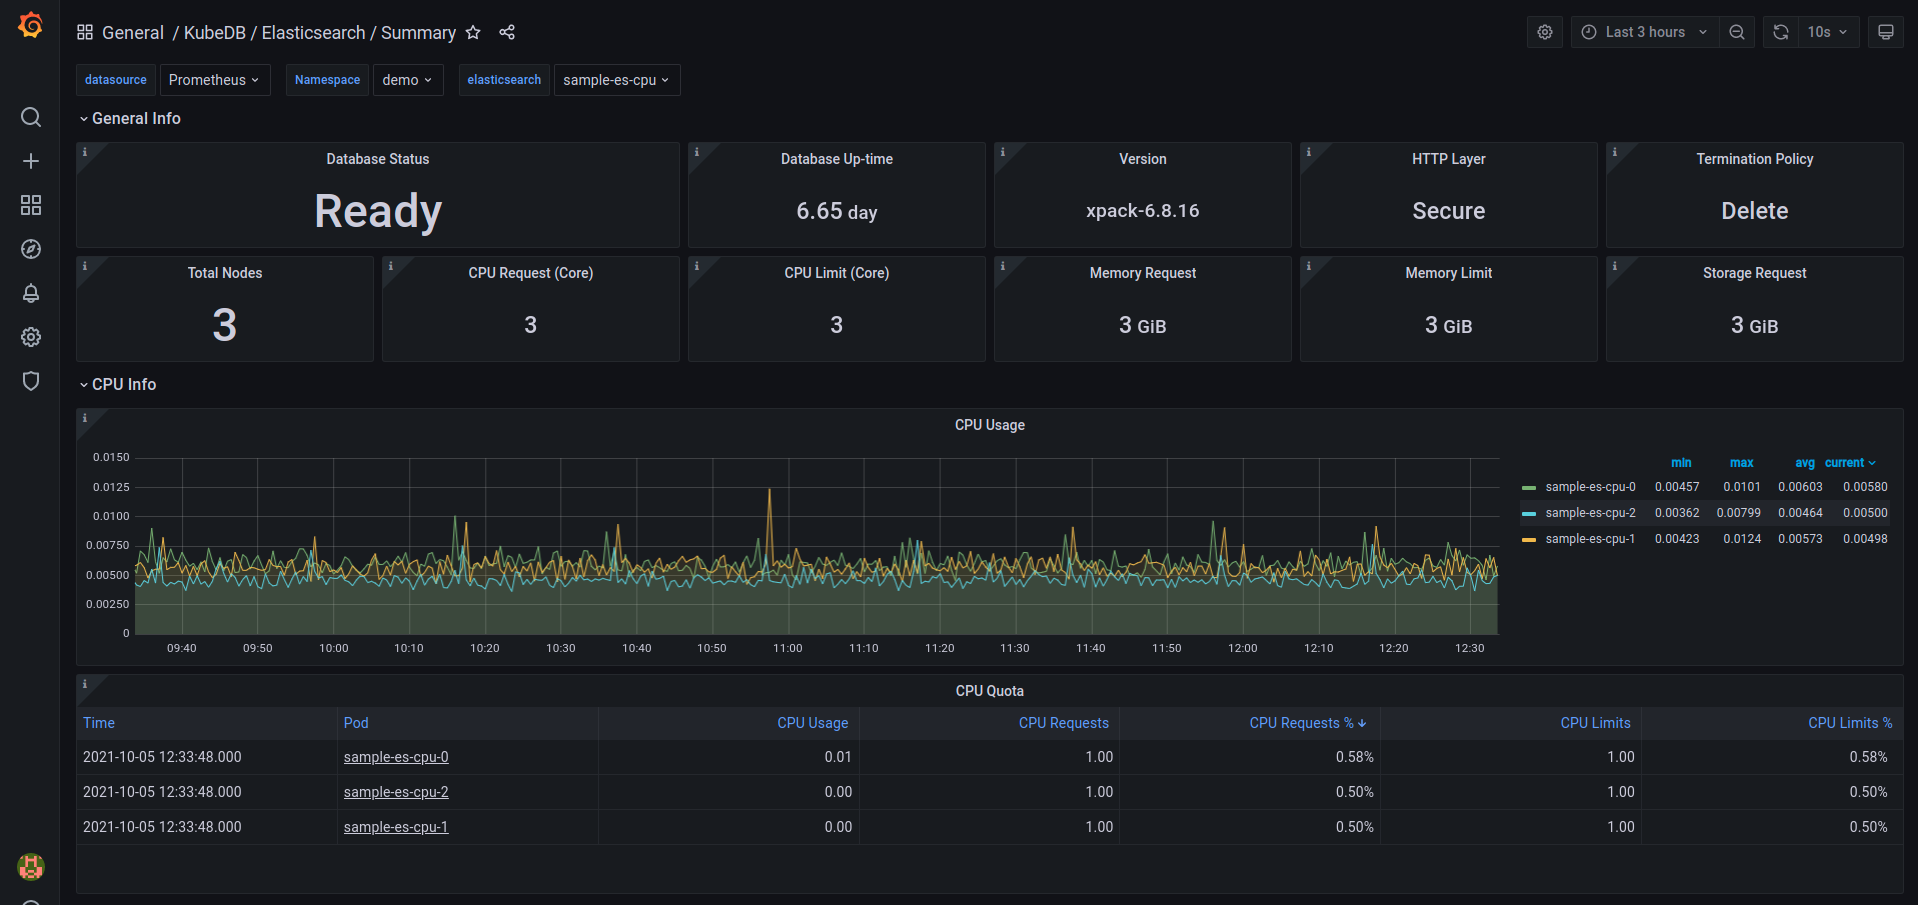 General / KubeDB / Elasticsearch / Summary
Last 3 hours
10s
datasource Prometheus Namespace demo elasticsearch sample-es-cpu
General Info
Database Status
Ready
Database Up-time
6.65 day
Version
xpack-6.8.16
HTTP Layer
Secure
Termination Policy
Delete
Total Nodes
3
CPU Request (Core)
3
CPU Limit (Core)
3
Memory Request
3 GiB
Memory Limit
3 GiB
Storage Request
3 GiB
CPU Info
CPU Usage
0.0150
0.0125
0.0100
0.00750
0.00500
0.00250
0
09:40 09:50 10:00 10:10 10:20 10:30 10:40 10:50 11:00 11:10 11:20 11:30 11:40 11:50 12:00 12:10 12:20 12:30
min max avg current
sample-es-cpu-0 0.00457 0.0101 0.00603 0.00580
sample-es-cpu-2 0.00362 0.00799 0.00464 0.00500
sample-es-cpu-1 0.00423 0.0124 0.00573 0.00498
CPU Quota
Time Pod CPU Usage CPU Requests CPU Requests % CPU Limits CPU Limits %
2021-10-05 12:33:48.000 sample-es-cpu-0 0.01 1.00 0.58% 1.00 0.58%
2021-10-05 12:33:48.000 sample-es-cpu-2 0.00 1.00 0.50% 1.00 0.50%
2021-10-05 12:33:48.000 sample-es-cpu-1 0.00 1.00 0.50% 1.00 0.50%